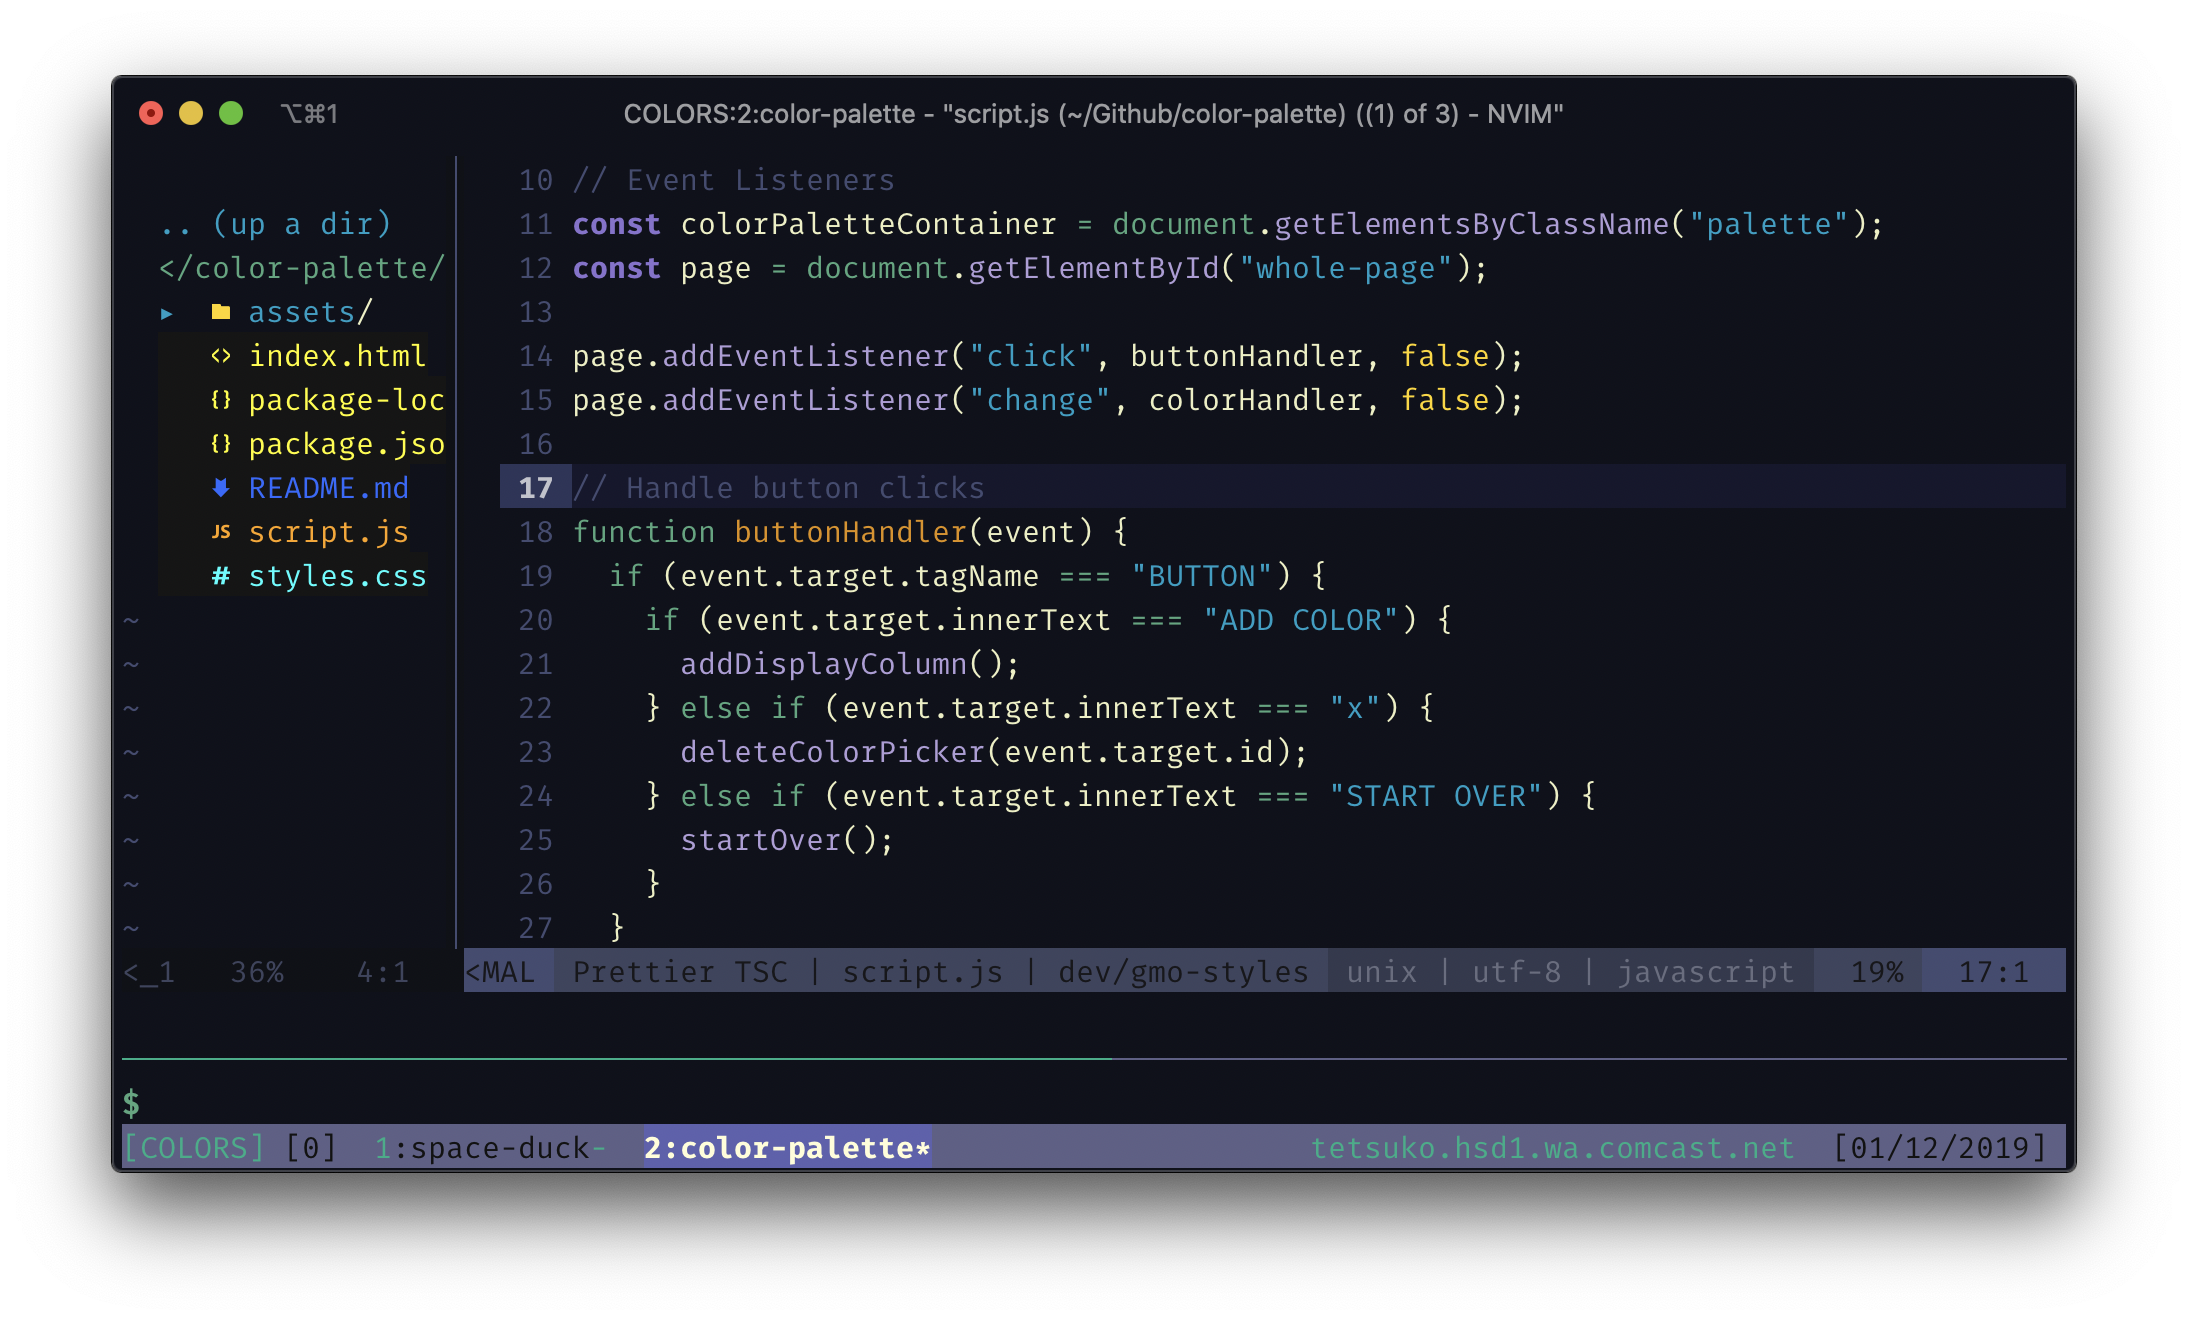 ⌥⌘1 COLORS:2:color-palette - "script.js (~/Github/color-palette) ((1) of 3) - NVIM"
.. (up a dir)
</color-palette/
▸ assets/
<> index.html
{} package-loc
{} package.jso
README.md
JS script.js
# styles.css
~
~
~
~
~
~
~
~
<_1 36% 4:1
10 // Event Listeners
11 const colorPaletteContainer = document.getElementsByClassName("palette");
12 const page = document.getElementById("whole-page");
13
14 page.addEventListener("click", buttonHandler, false);
15 page.addEventListener("change", colorHandler, false);
16
17 // Handle button clicks
18 function buttonHandler(event) {
19   if (event.target.tagName === "BUTTON") {
20     if (event.target.innerText === "ADD COLOR") {
21       addDisplayColumn();
22     } else if (event.target.innerText === "x") {
23       deleteColorPicker(event.target.id);
24     } else if (event.target.innerText === "START OVER") {
25       startOver();
26     }
27   }
<MAL Prettier TSC | script.js | dev/gmo-styles unix | utf-8 | javascript 19% 17:1
$
[COLORS] [0] 1:space-duck- 2:color-palette* tetsuko.hsd1.wa.comcast.net [01/12/2019]